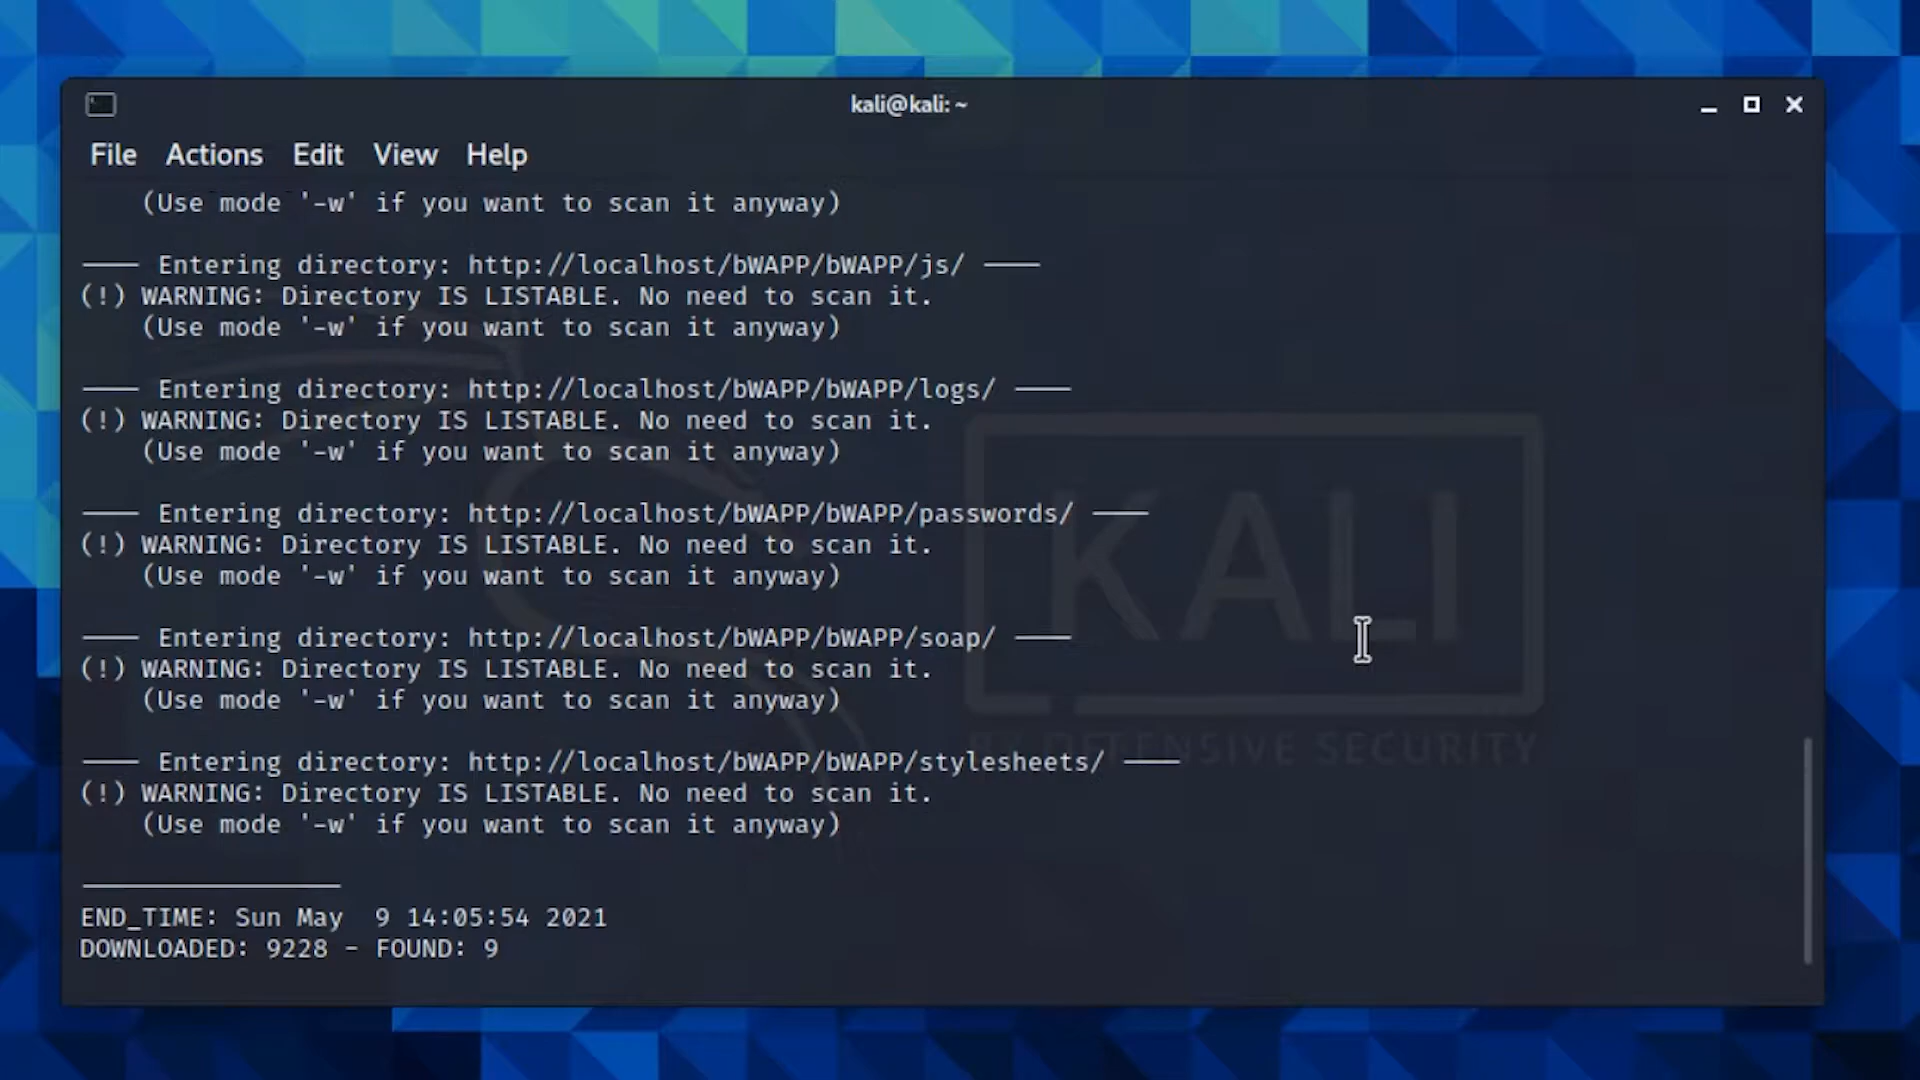 kali@kali: ~
File Actions Edit View Help
(Use mode '-w' if you want to scan it anyway)
—— Entering directory: http://localhost/bWAPP/bWAPP/js/ ——
(!) WARNING: Directory IS LISTABLE. No need to scan it.
(Use mode '-w' if you want to scan it anyway)
—— Entering directory: http://localhost/bWAPP/bWAPP/logs/ ——
(!) WARNING: Directory IS LISTABLE. No need to scan it.
(Use mode '-w' if you want to scan it anyway)
—— Entering directory: http://localhost/bWAPP/bWAPP/passwords/ ——
(!) WARNING: Directory IS LISTABLE. No need to scan it.
(Use mode '-w' if you want to scan it anyway)
—— Entering directory: http://localhost/bWAPP/bWAPP/soap/ ——
(!) WARNING: Directory IS LISTABLE. No need to scan it.
(Use mode '-w' if you want to scan it anyway)
—— Entering directory: http://localhost/bWAPP/bWAPP/stylesheets/ ——
(!) WARNING: Directory IS LISTABLE. No need to scan it.
(Use mode '-w' if you want to scan it anyway)
END_TIME: Sun May  9 14:05:54 2021
DOWNLOADED: 9228 - FOUND: 9
KALI
BY OFFENSIVE SECURITY